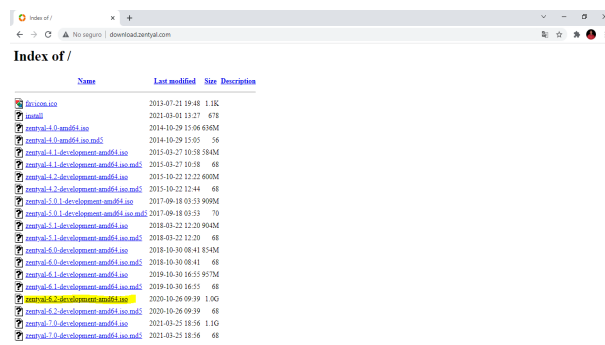 Index of /
No seguro | download.zentyal.com
Index of /
Name Last modified Size Description
favicon.ico 2013-07-21 19:48 1.1K
install 2021-03-01 13:27 678
zentyal-4.0-amd64.iso 2014-10-29 15:06 636M
zentyal-4.0-amd64.iso.md5 2014-10-29 15:05 56
zentyal-4.1-development-amd64.iso 2015-03-27 10:58 584M
zentyal-4.1-development-amd64.iso.md5 2015-03-27 10:58 68
zentyal-4.2-development-amd64.iso 2015-10-22 12:22 600M
zentyal-4.2-development-amd64.iso.md5 2015-10-22 12:44 68
zentyal-5.0.1-development-amd64.iso 2017-09-18 03:53 909M
zentyal-5.0.1-development-amd64.iso.md5 2017-09-18 03:53 70
zentyal-5.1-development-amd64.iso 2018-03-22 12:20 904M
zentyal-5.1-development-amd64.iso.md5 2018-03-22 12:20 68
zentyal-6.0-development-amd64.iso 2018-10-30 08:41 854M
zentyal-6.0-development-amd64.iso.md5 2018-10-30 08:41 68
zentyal-6.1-development-amd64.iso 2019-10-30 16:55 957M
zentyal-6.1-development-amd64.iso.md5 2019-10-30 16:55 68
zentyal-6.2-development-amd64.iso 2020-10-26 09:39 1.0G
zentyal-6.2-development-amd64.iso.md5 2020-10-26 09:39 68
zentyal-7.0-development-amd64.iso 2021-03-25 18:56 1.1G
zentyal-7.0-development-amd64.iso.md5 2021-03-25 18:56 68